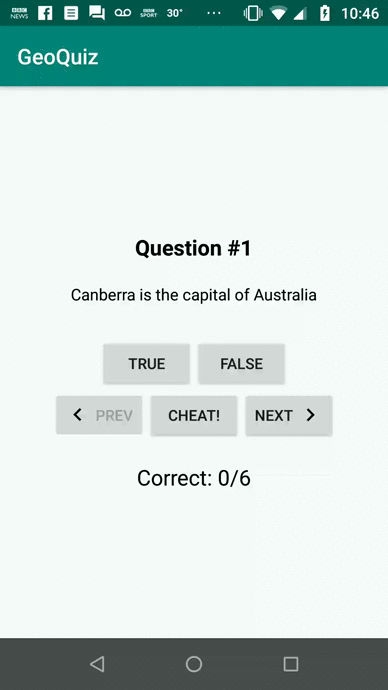 BBC NEWS BBC SPORT 30° ... 10:46
GeoQuiz
Question #1
Canberra is the capital of Australia
TRUE FALSE
PREV CHEAT! NEXT
Correct: 0/6